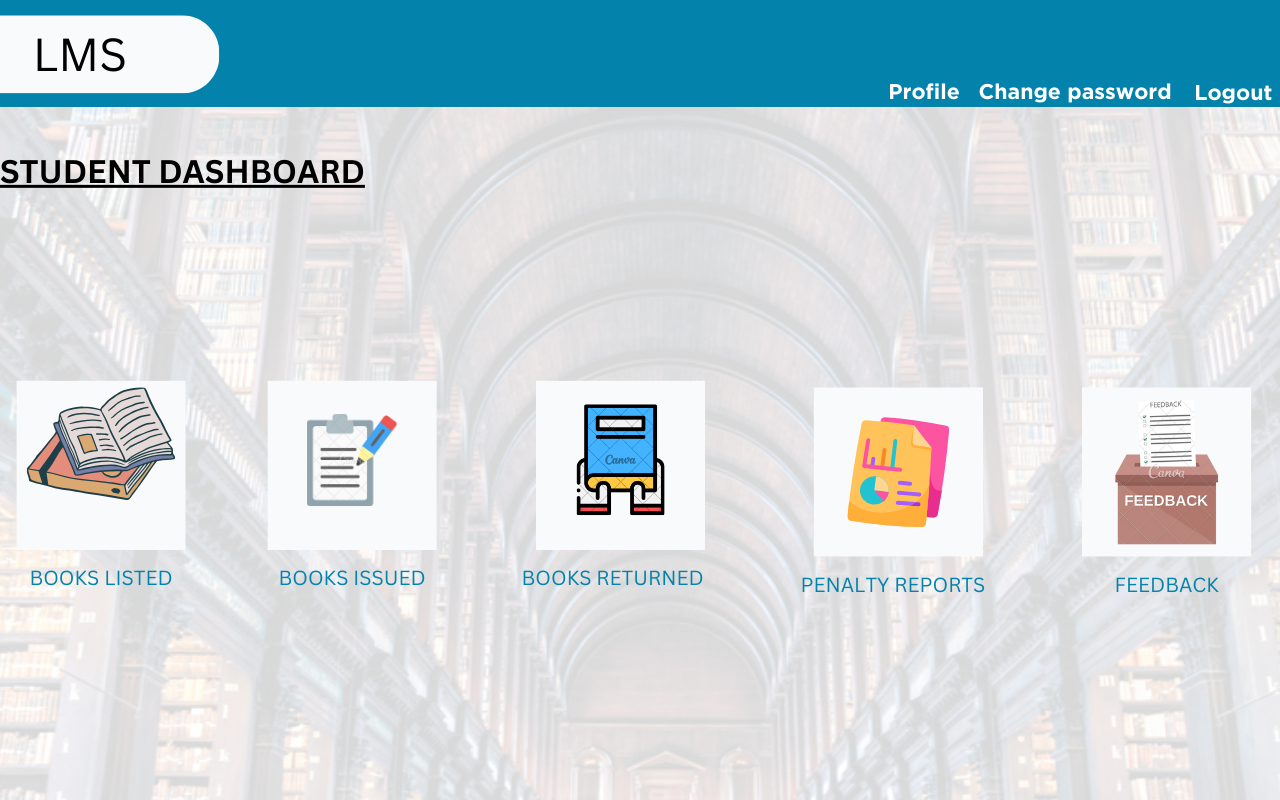 LMS
Profile Change password Logout
STUDENT DASHBOARD
FEEDBACK
Canva
Canva
FEEDBACK
BOOKS LISTED
BOOKS ISSUED
BOOKS RETURNED
PENALTY REPORTS
FEEDBACK